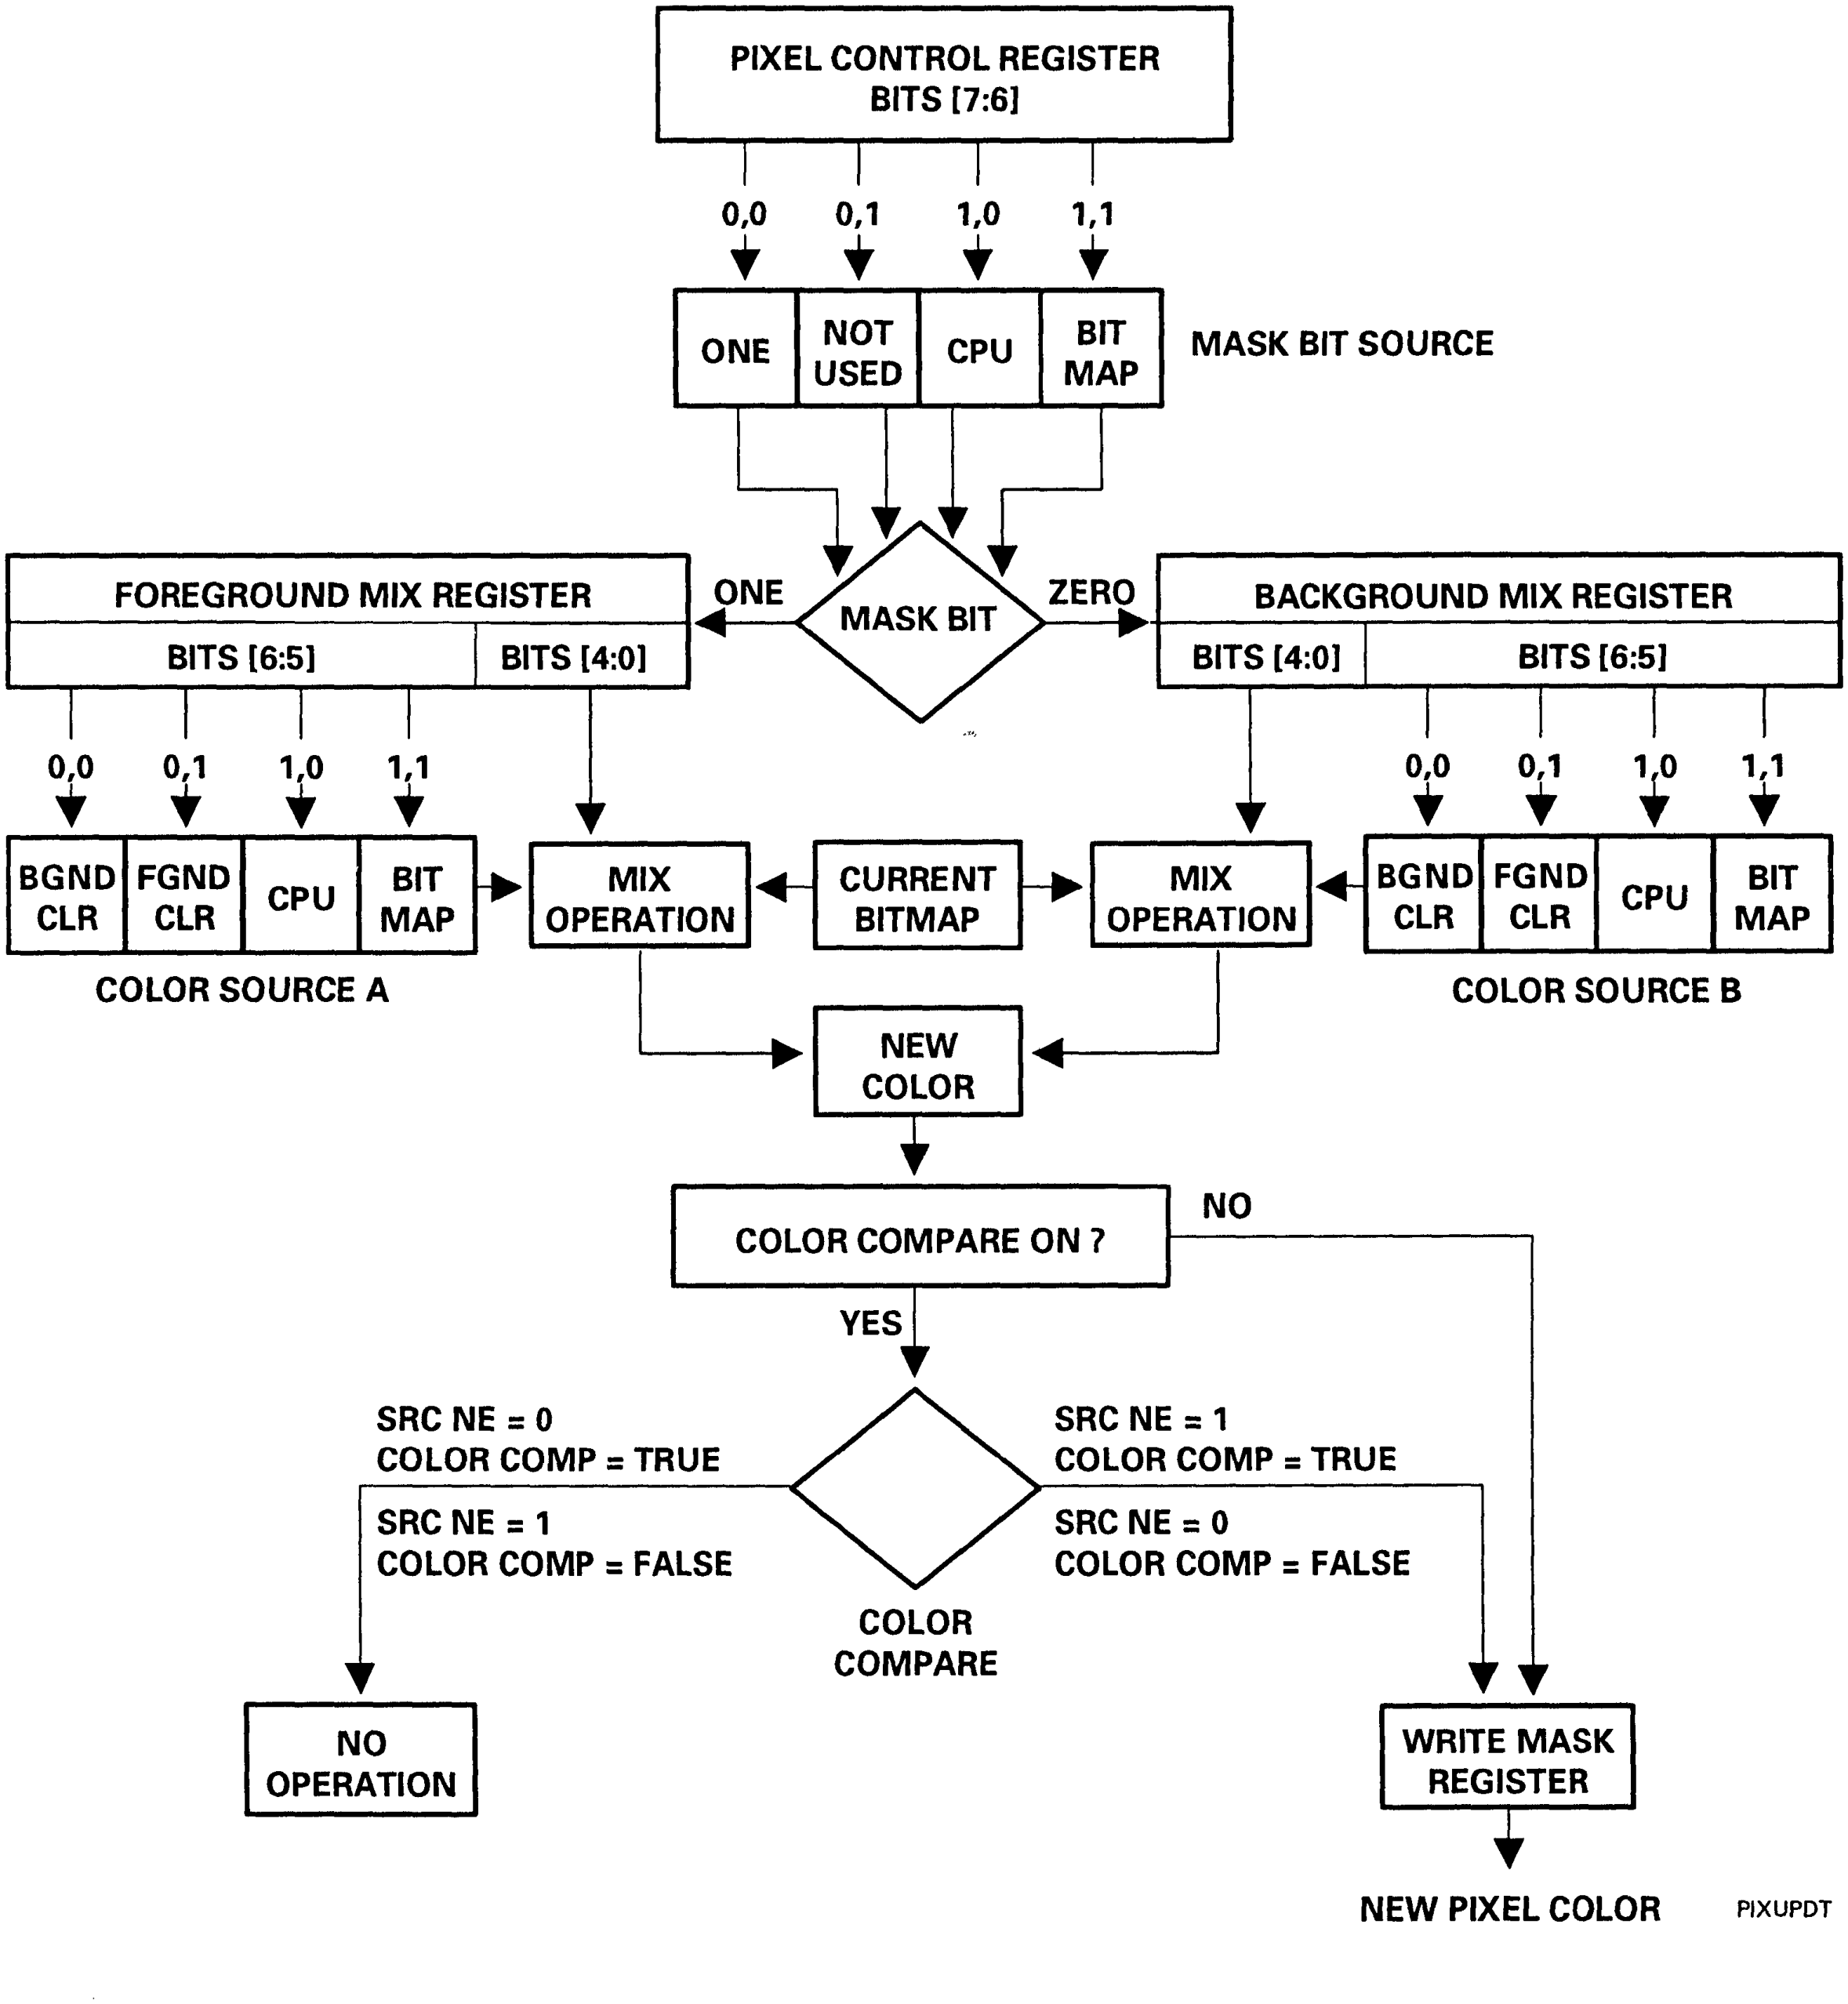 PIXEL CONTROL REGISTER
BITS [7:6]
0,0 0,1 1,0 1,1
ONE
NOT
USED
CPU
BIT
MAP
MASK BIT SOURCE
FOREGROUND MIX REGISTER
BITS [6:5] BITS [4:0]
ONE
MASK BIT
ZERO
BACKGROUND MIX REGISTER
BITS [4:0] BITS [6:5]
0,0 0,1 1,0 1,1
0,0 0,1 1,0 1,1
BGND
CLR
FGND
CLR
CPU
BIT
MAP
COLOR SOURCE A
MIX
OPERATION
CURRENT
BITMAP
MIX
OPERATION
BGND
CLR
FGND
CLR
CPU
BIT
MAP
COLOR SOURCE B
NEW
COLOR
COLOR COMPARE ON ?
NO
YES
SRC NE = 0
COLOR COMP = TRUE
SRC NE = 1
COLOR COMP = FALSE
SRC NE = 1
COLOR COMP = TRUE
SRC NE = 0
COLOR COMP = FALSE
COLOR
COMPARE
NO
OPERATION
WRITE MASK
REGISTER
NEW PIXEL COLOR
PIXUPDT